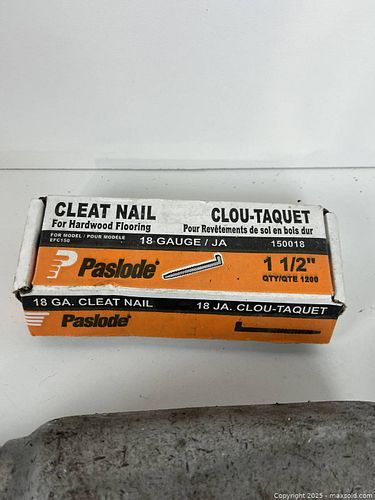 CLEAT NAIL
For Hardwood Flooring
CLOU-TAQUET
Pour Revêtements de sol en bois dur
FOR MODEL / POUR MODÈLE
EFC150
18 GAUGE / JA
150018
Paslode
1 1/2"
QTY/QTE 1200
18 GA. CLEAT NAIL
18 JA. CLOU-TAQUET
Paslode
Copyright 2025 - maxsold.com